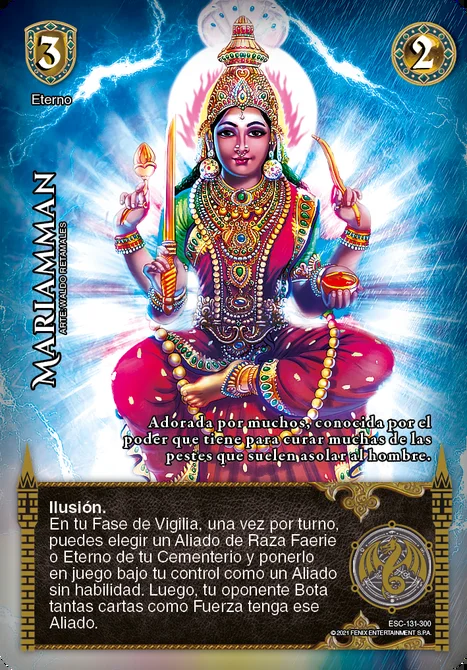 3
2
Eterno
MARIAMMAN
ARTE: WALDO RETAMALES
Adorada por muchos, conocida por el
poder que tiene para curar muchas de las
pestes que suelen asolar al hombre.
Ilusión.
En tu Fase de Vigilia, una vez por turno,
puedes elegir un Aliado de Raza Faerie
o Eterno de tu Cementerio y ponerlo
en juego bajo tu control como un Aliado
sin habilidad. Luego, tu oponente Bota
tantas cartas como Fuerza tenga ese
Aliado.
ESC-131-300
©2021 FENIX ENTERTAINMENT S.P.A.